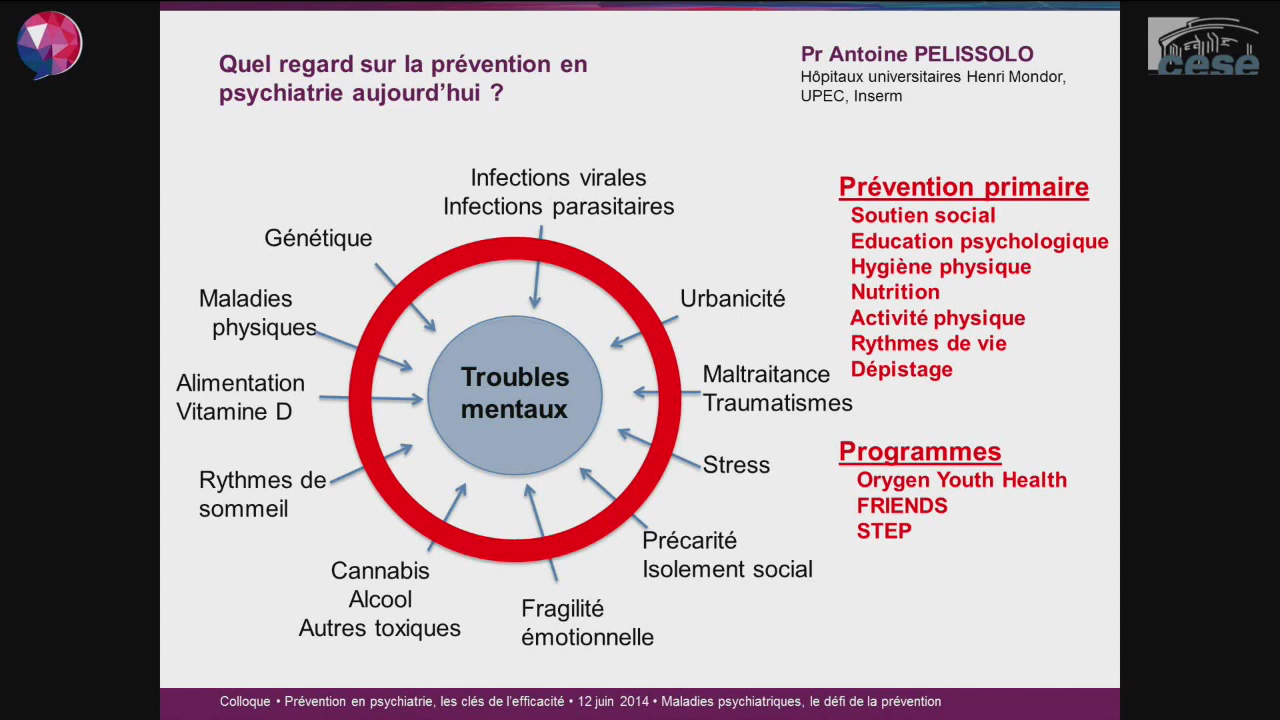 Quel regard sur la prévention en
psychiatrie aujourd'hui ?
Pr Antoine PELISSOLO
Hôpitaux universitaires Henri Mondor,
UPEC, Inserm
cese
Infections virales
Infections parasitaires
Génétique
Maladies
physiques
Alimentation
Vitamine D
Rythmes de
sommeil
Cannabis
Alcool
Autres toxiques
Fragilité
émotionnelle
Précarité
Isolement social
Stress
Maltraitance
Traumatismes
Urbanicité
Troubles
mentaux
Prévention primaire
Soutien social
Education psychologique
Hygiène physique
Nutrition
Activité physique
Rythmes de vie
Dépistage
Programmes
Orygen Youth Health
FRIENDS
STEP
Colloque • Prévention en psychiatrie, les clés de l'efficacité • 12 juin 2014 • Maladies psychiatriques, le défi de la prévention